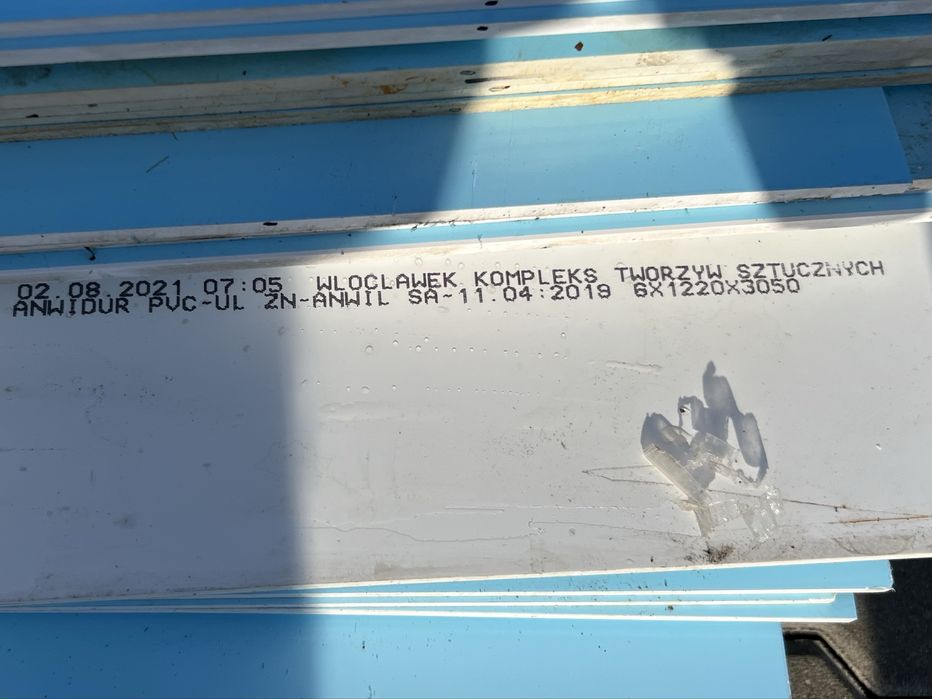 02.08.2021 07:05 WLOCLAWEK KOMPLEKS TWORZYW SZTUCZNYCH
ANWIDUR PVC-UL ZN-ANWIL SA-11.04:2019 6X1220X3050